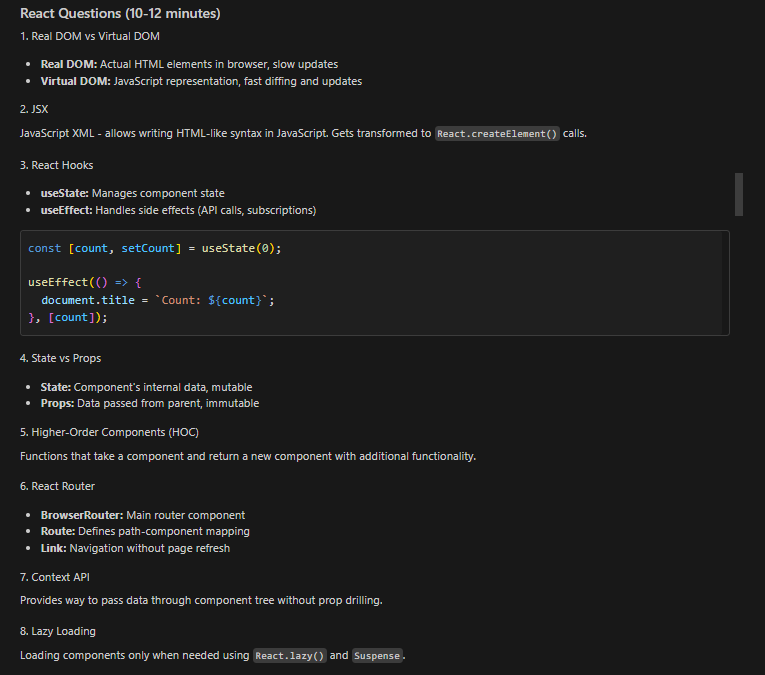 React Questions (10-12 minutes)
1. Real DOM vs Virtual DOM
• Real DOM: Actual HTML elements in browser, slow updates
• Virtual DOM: JavaScript representation, fast diffing and updates
2. JSX
JavaScript XML - allows writing HTML-like syntax in JavaScript. Gets transformed to React.createElement() calls.
3. React Hooks
• useState: Manages component state
• useEffect: Handles side effects (API calls, subscriptions)
const [count, setCount] = useState(0);
useEffect(() => {
  document.title = `Count: ${count}`;
}, [count]);
4. State vs Props
• State: Component's internal data, mutable
• Props: Data passed from parent, immutable
5. Higher-Order Components (HOC)
Functions that take a component and return a new component with additional functionality.
6. React Router
• BrowserRouter: Main router component
• Route: Defines path-component mapping
• Link: Navigation without page refresh
7. Context API
Provides way to pass data through component tree without prop drilling.
8. Lazy Loading
Loading components only when needed using React.lazy() and Suspense.